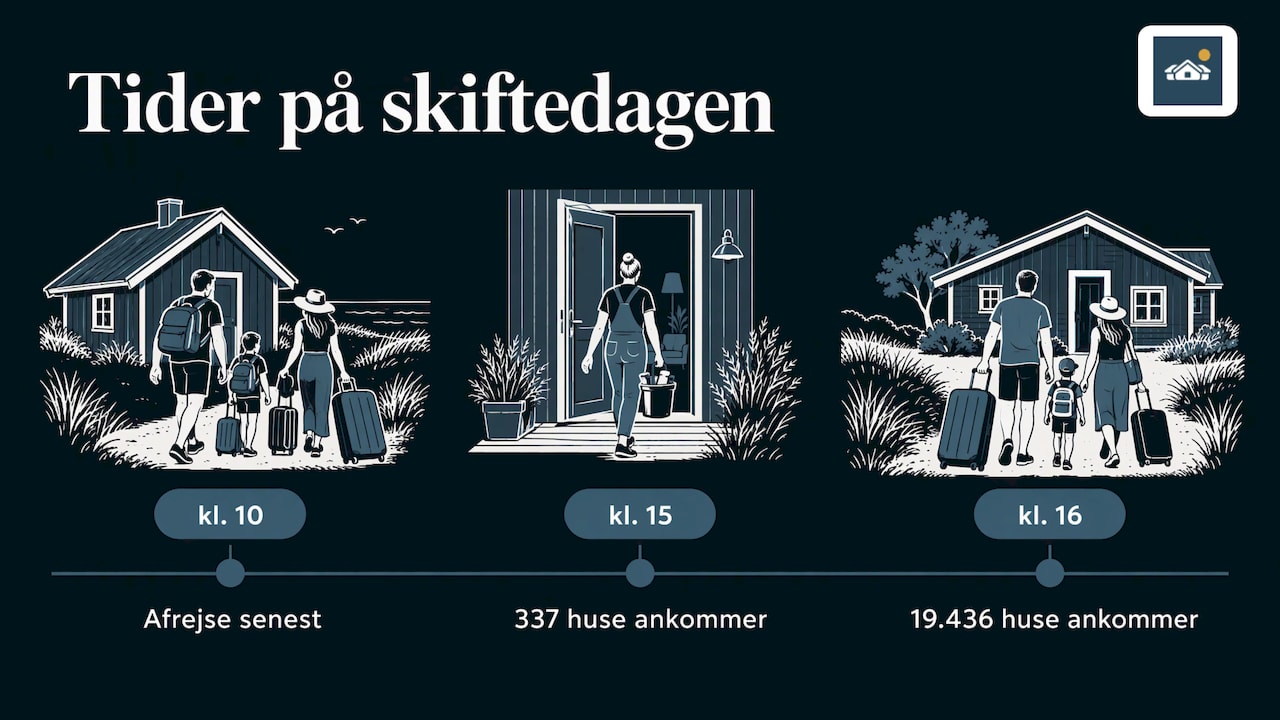 Tider på skiftedagen
kl. 10
kl. 15
kl. 16
Afrejse senest
337 huse ankommer
19.436 huse ankommer